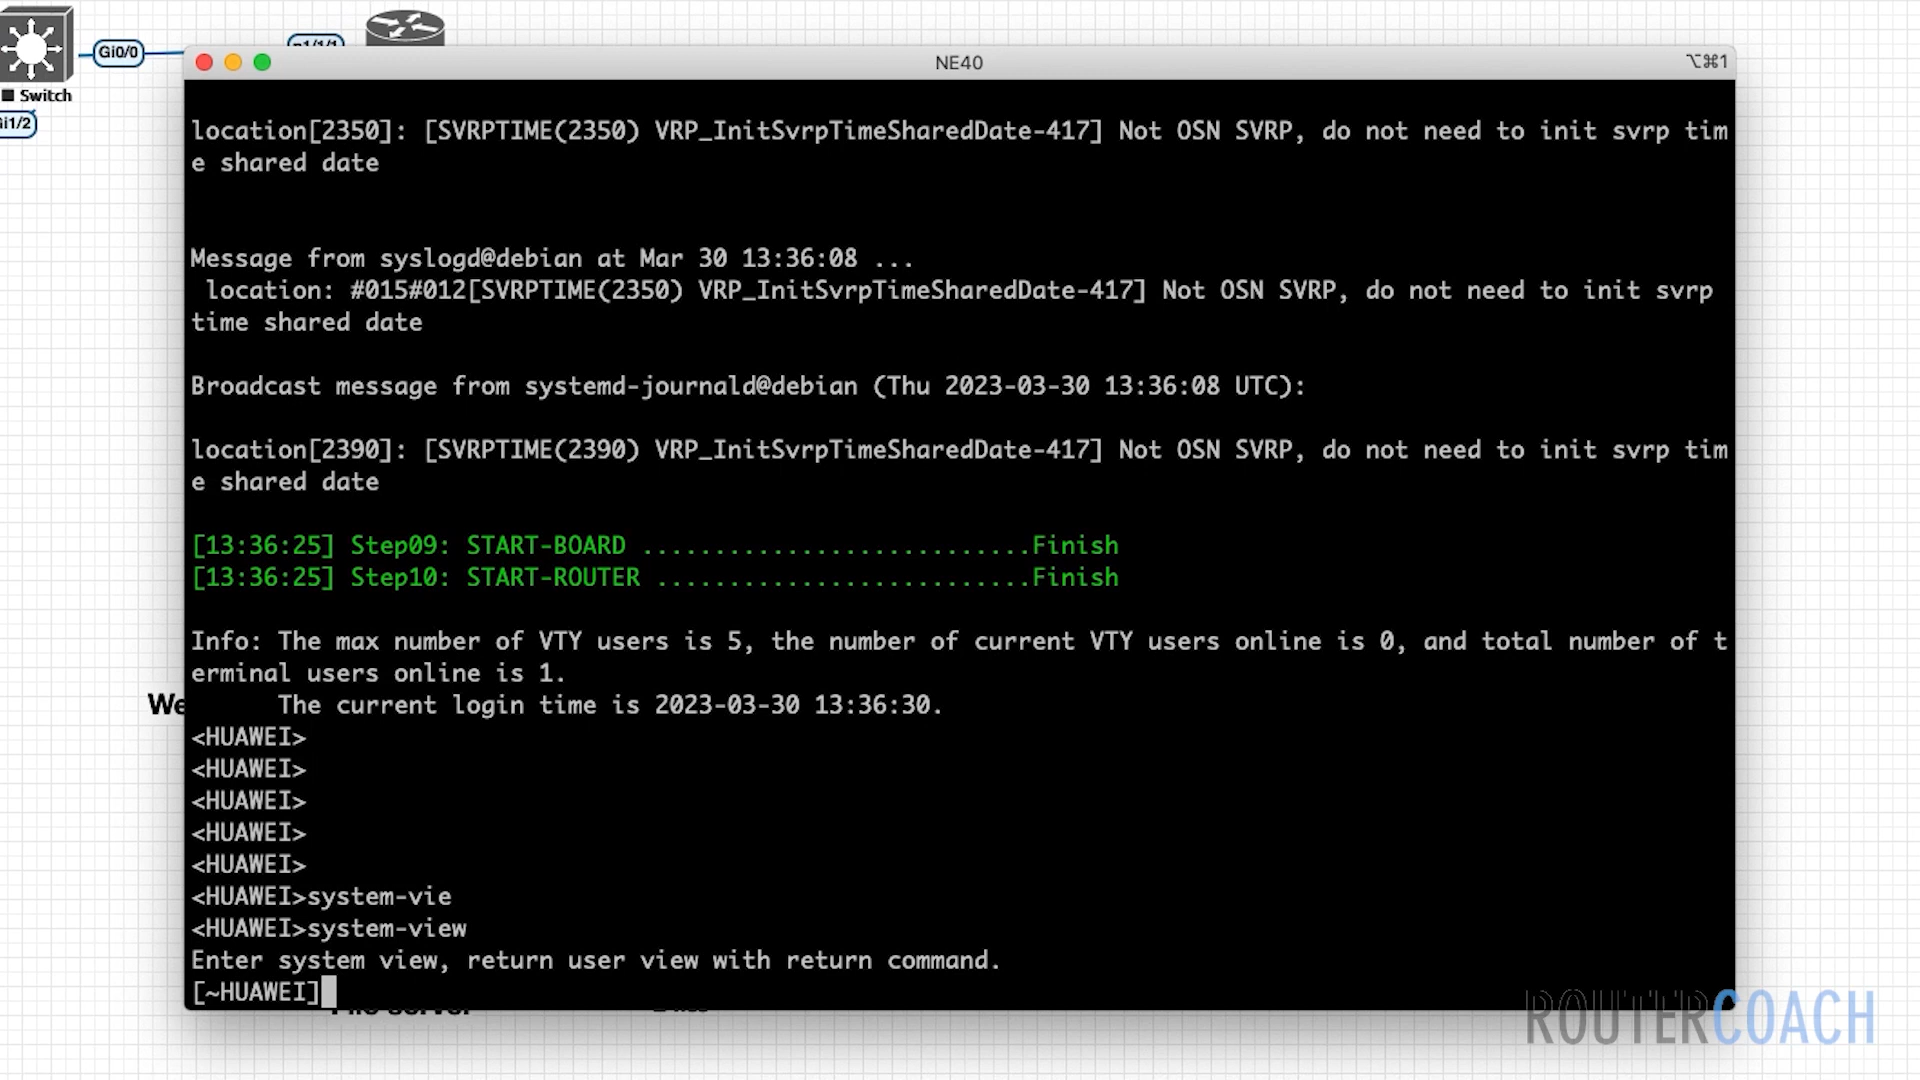 Gi0/0
Switch
Gi1/2
NE40
⌥⌘1
location[2350]: [SVRPTIME(2350) VRP_InitSvrpTimeSharedDate-417] Not OSN SVRP, do not need to init svrp tim
e shared date
Message from syslogd@debian at Mar 30 13:36:08 ...
location: #015#012[SVRPTIME(2350) VRP_InitSvrpTimeSharedDate-417] Not OSN SVRP, do not need to init svrp
time shared date
Broadcast message from systemd-journald@debian (Thu 2023-03-30 13:36:08 UTC):
location[2390]: [SVRPTIME(2390) VRP_InitSvrpTimeSharedDate-417] Not OSN SVRP, do not need to init svrp tim
e shared date
[13:36:25] Step09: START-BOARD ...........................Finish
[13:36:25] Step10: START-ROUTER ..........................Finish
Info: The max number of VTY users is 5, the number of current VTY users online is 0, and total number of t
erminal users online is 1.
We
The current login time is 2023-03-30 13:36:30.
<HUAWEI>
<HUAWEI>
<HUAWEI>
<HUAWEI>
<HUAWEI>
<HUAWEI>system-vie
<HUAWEI>system-view
Enter system view, return user view with return command.
[~HUAWEI]
ROUTERCOACH